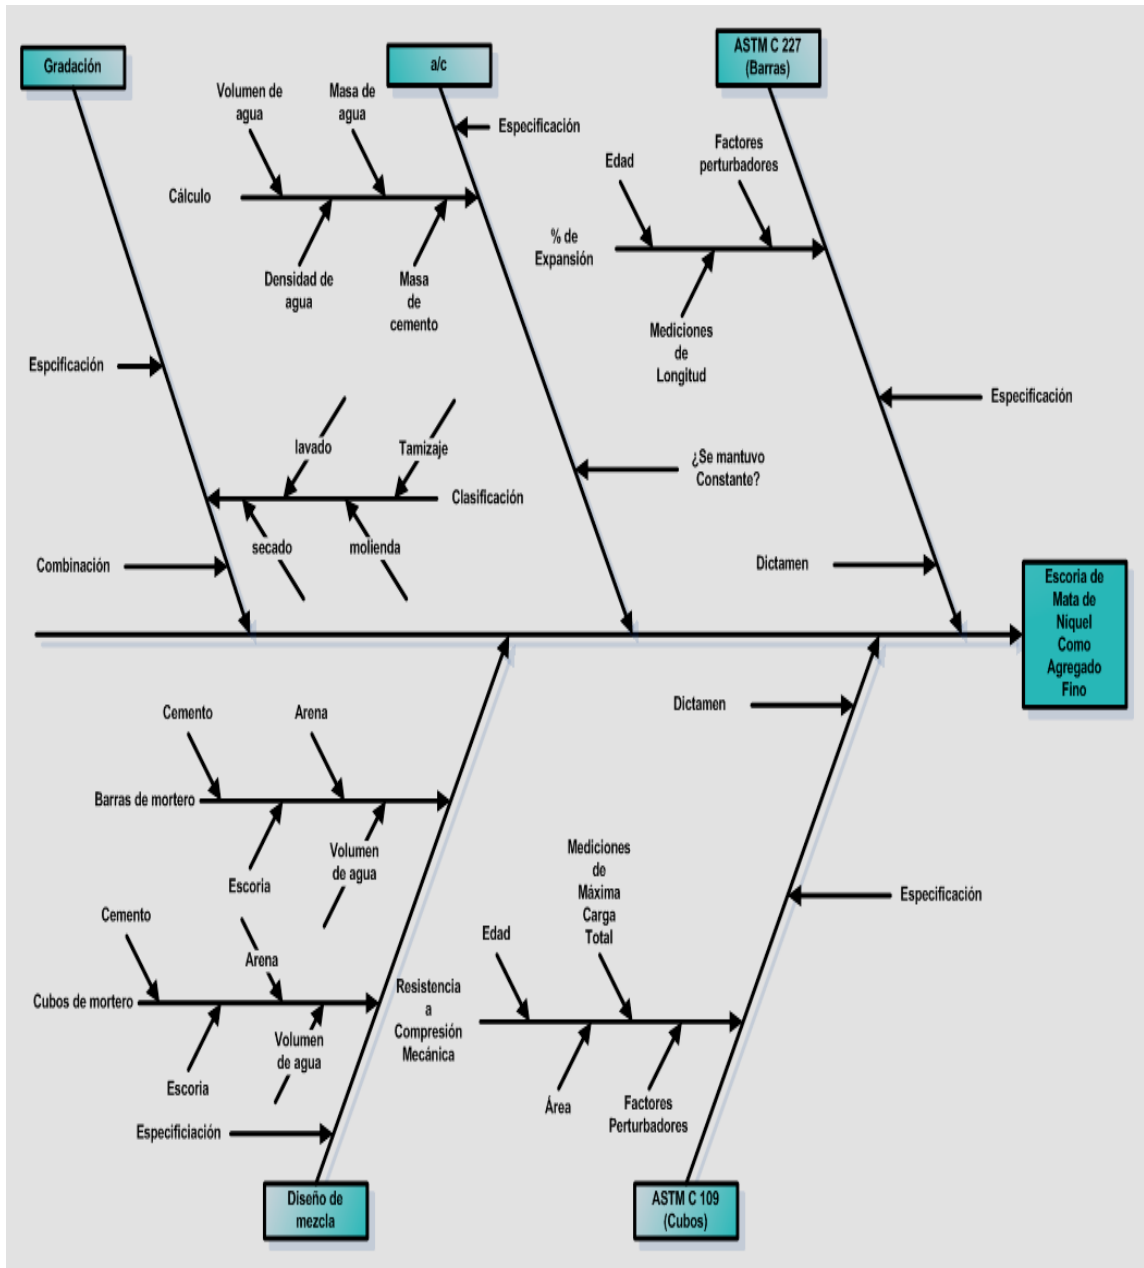 Gradación
a/c
ASTM C 227
(Barras)
Volumen de
agua
Masa de
agua
Especificación
Cálculo
Densidad de
agua
Masa
de
cemento
Edad
Factores
perturbadores
% de
Expansión
Mediciones
de
Longitud
Espcificación
Especificación
lavado
Tamizaje
Clasificación
secado
molienda
Combinación
¿Se mantuvo
Constante?
Dictamen
Escoria de
Mata de
Níquel
Como
Agregado
Fino
Cemento
Arena
Barras de mortero
Escoria
Volumen
de agua
Cemento
Arena
Cubos de mortero
Escoria
Volumen
de agua
Especificiación
Diseño de
mezcla
Dictamen
Mediciones
de
Máxima
Carga
Total
Edad
Especificación
Resistencia
a
Compresión
Mecánica
Área
Factores
Perturbadores
ASTM C 109
(Cubos)